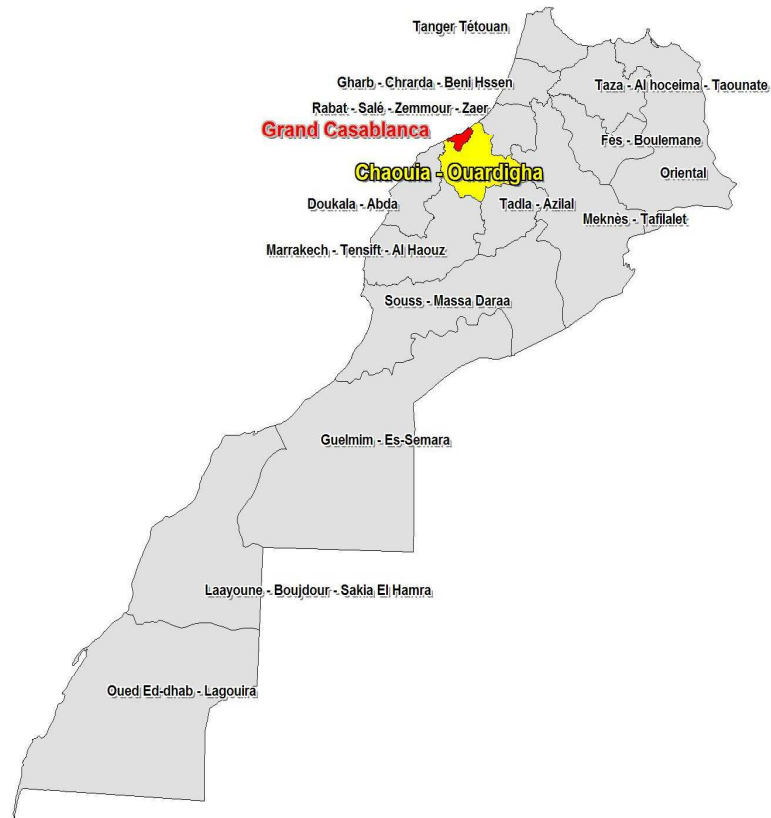 Tanger Tétouan
Gharb - Chrarda - Beni Hssen
Taza - Al hoceima - Taounate
Rabat - Salé - Zemmour - Zaer
Grand Casablanca
Fès - Boulemane
Chaouia - Ouardigha
Oriental
Doukala - Abda
Tadla - Azilal
Meknès - Tafilalet
Marrakech - Tensift - Al Haouz
Souss - Massa Daraa
Guelmim - Es-Semara
Laayoune - Boujdour - Sakia El Hamra
Oued Ed-dhab - Lagouira